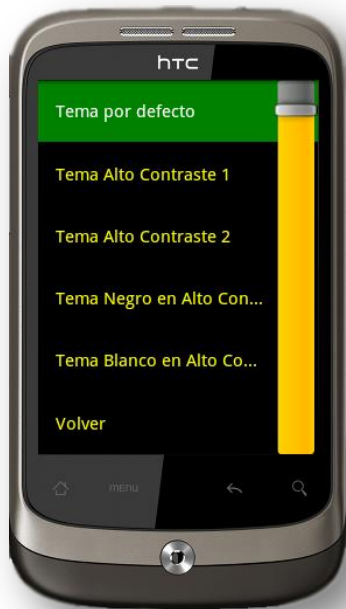 hTC
Tema por defecto
Tema Alto Contraste 1
Tema Alto Contraste 2
Tema Negro en Alto Con...
Tema Blanco en Alto Co...
Volver
menu